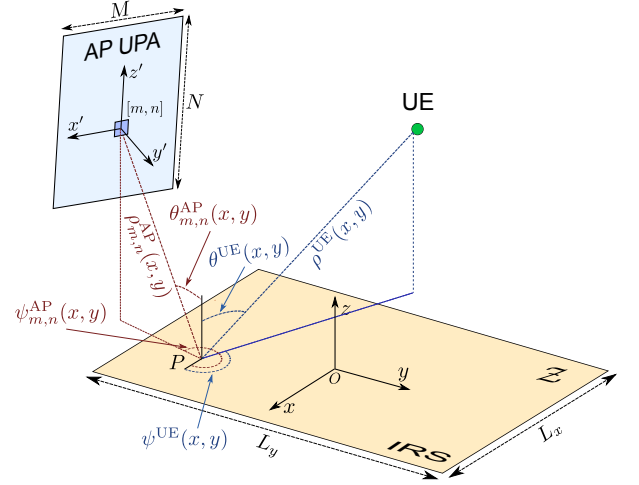 M
AP UPA
z′
N
[m, n]
x′
y′
UE
θ^AP_{m,n}(x, y)
ρ^AP_{m,n}(x, y)
ρ^UE(x, y)
θ^UE(x, y)
ψ^AP_{m,n}(x, y)
z
P
O
y
x
Z
ψ^UE(x, y)
L_y
IRS
L_x